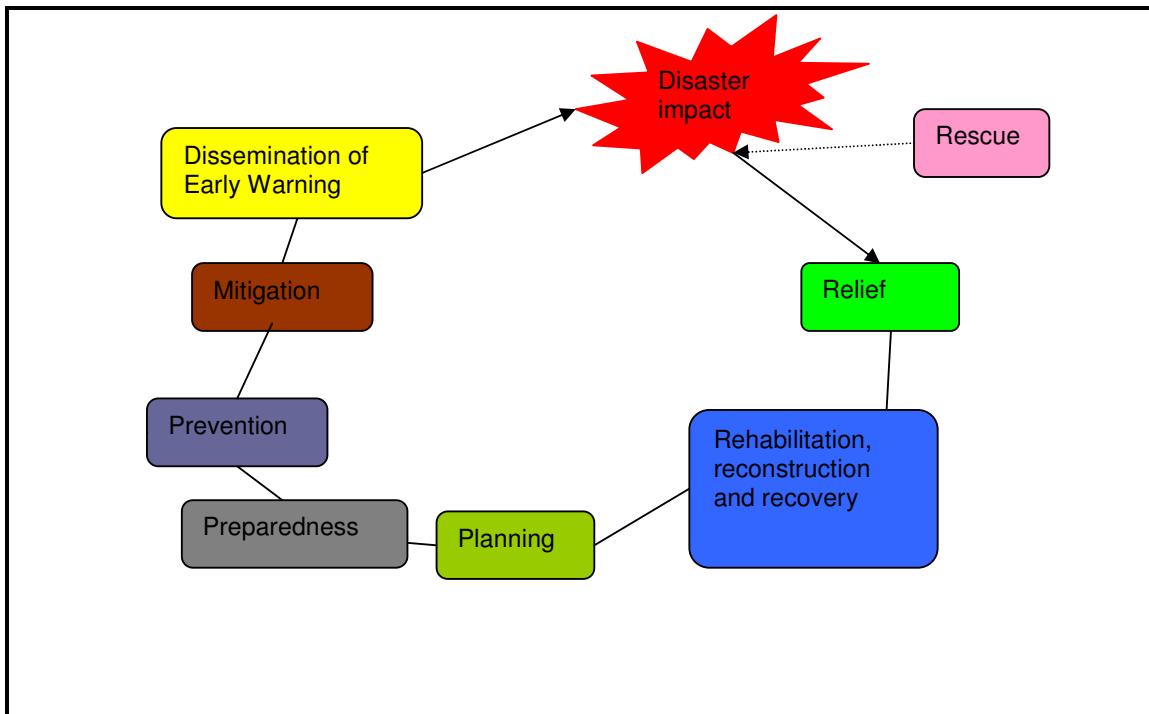 Disaster
impact
Rescue
Dissemination of
Early Warning
Mitigation
Relief
Prevention
Rehabilitation,
reconstruction
and recovery
Preparedness
Planning